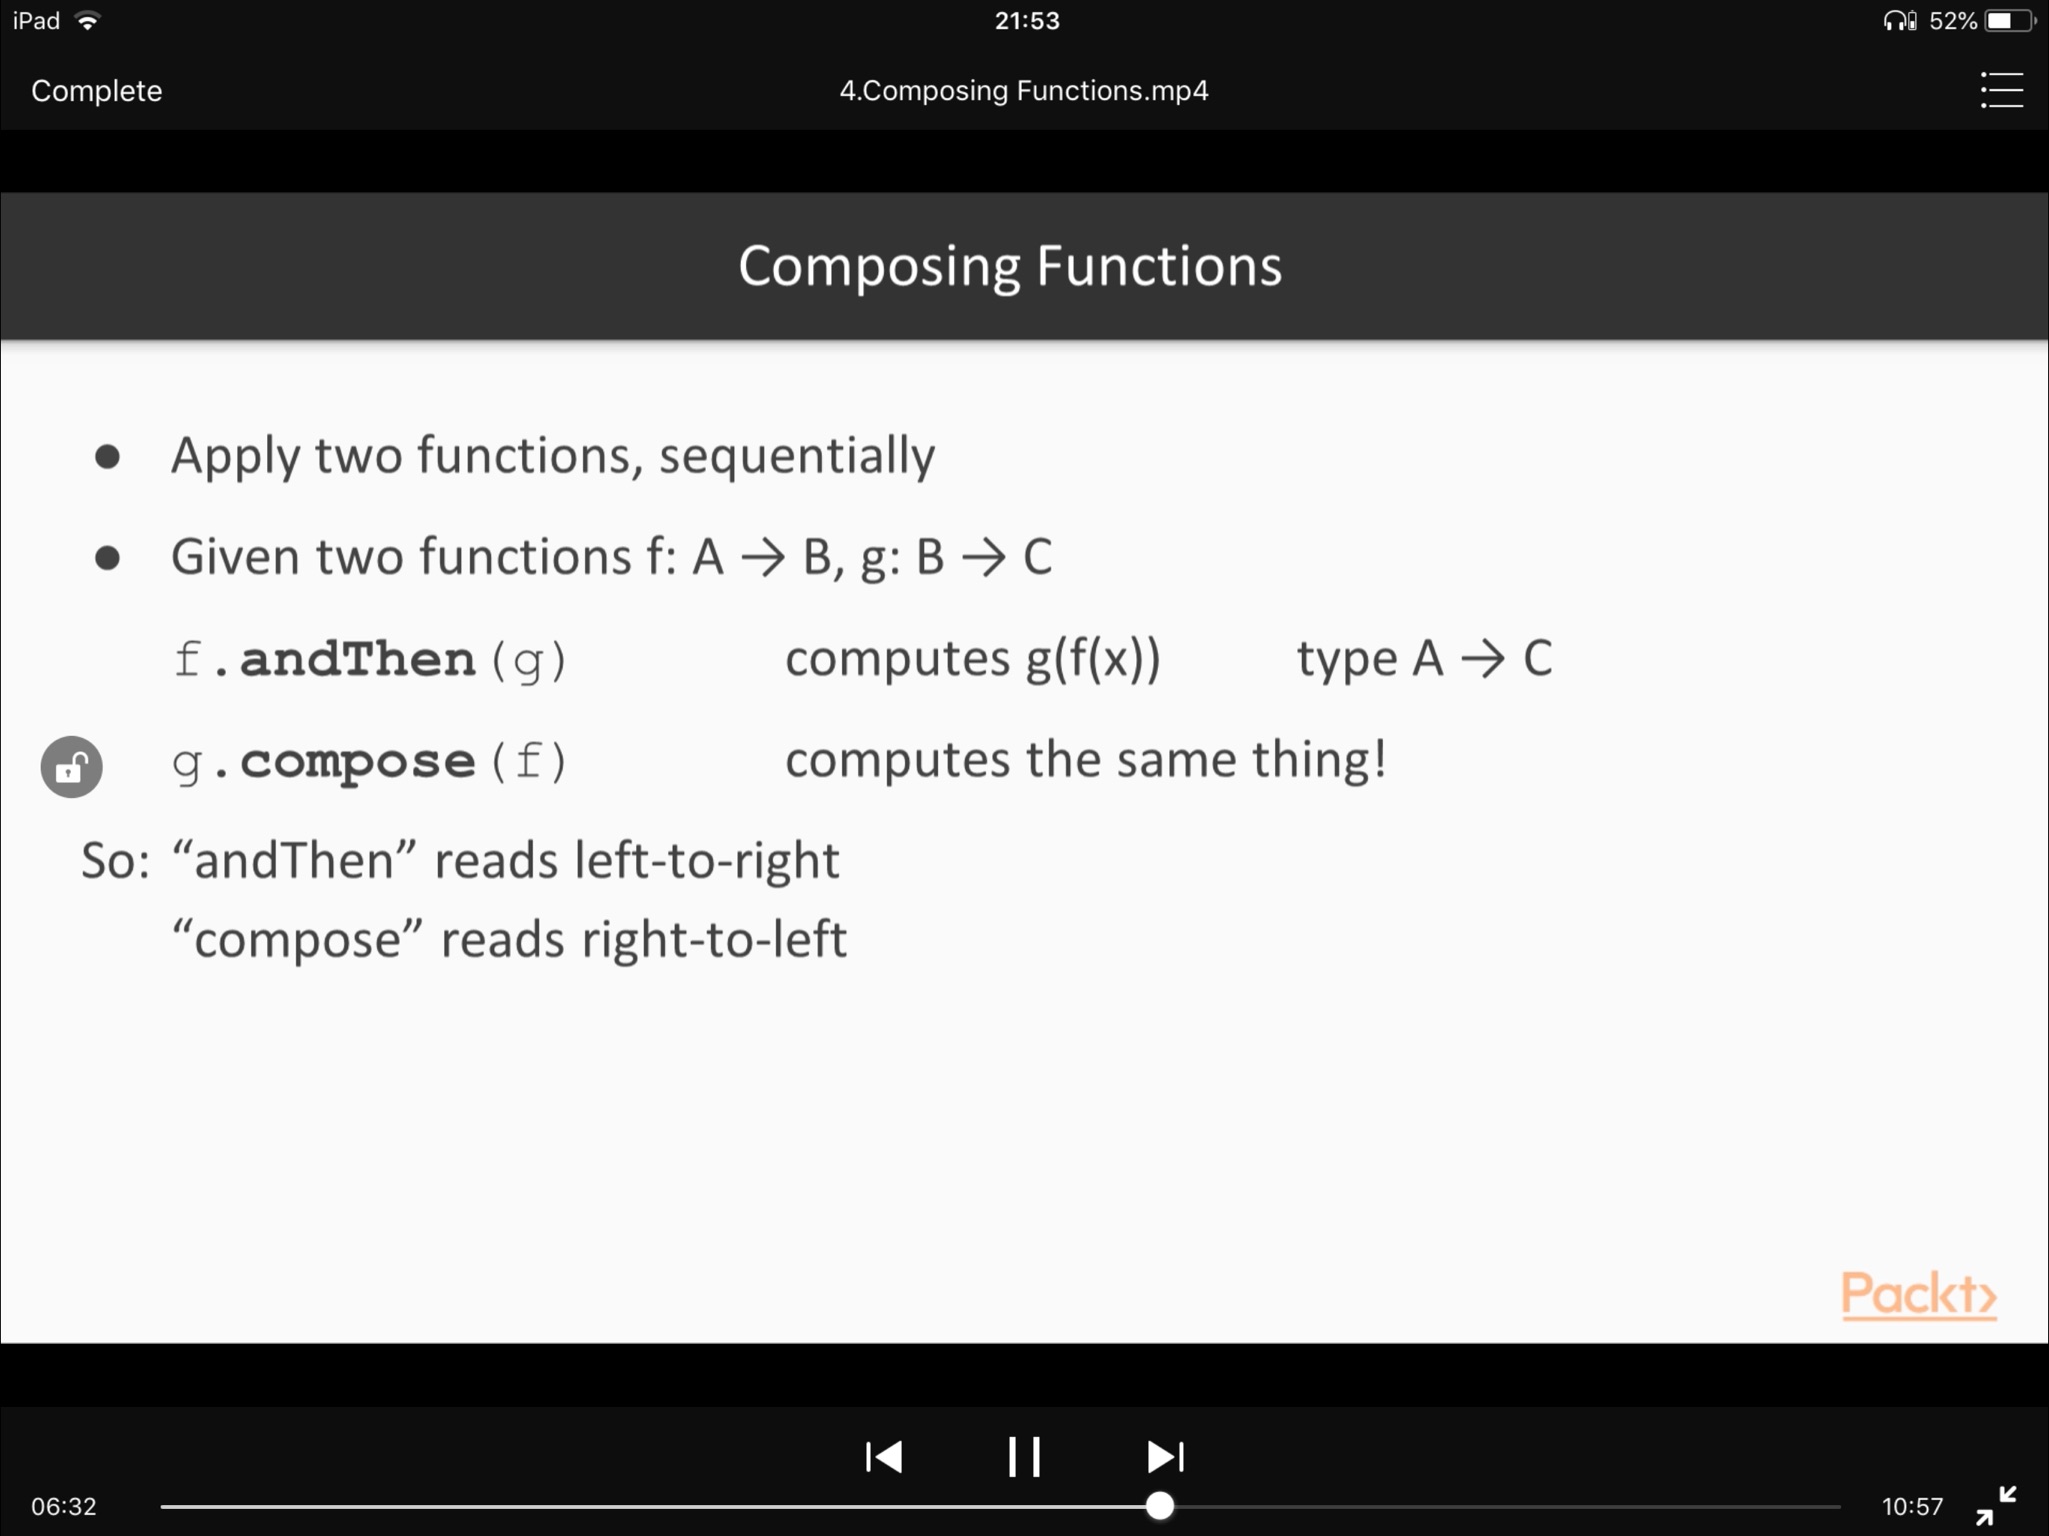 iPad 21:53 52%
Complete 4.Composing Functions.mp4
Composing Functions
● Apply two functions, sequentially
● Given two functions f: A → B, g: B → C
f.andThen(g) computes g(f(x)) type A → C
g.compose(f) computes the same thing!
So: “andThen” reads left-to-right
“compose” reads right-to-left
Packt>
06:32 10:57